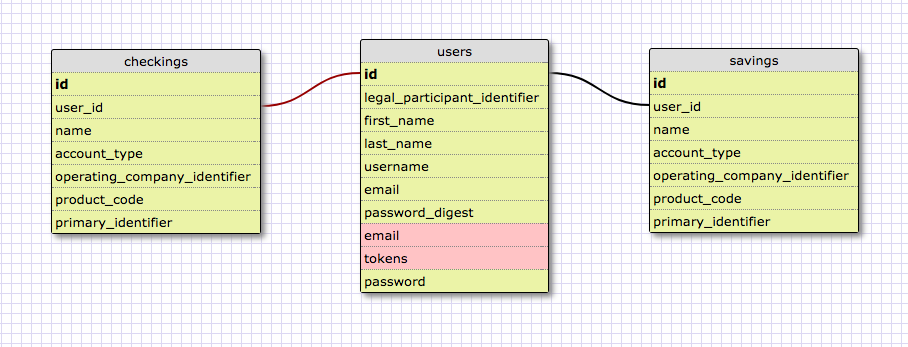 checkings
id
user_id
name
account_type
operating_company_identifier
product_code
primary_identifier
users
id
legal_participant_identifier
first_name
last_name
username
email
password_digest
email
tokens
password
savings
id
user_id
name
account_type
operating_company_identifier
product_code
primary_identifier